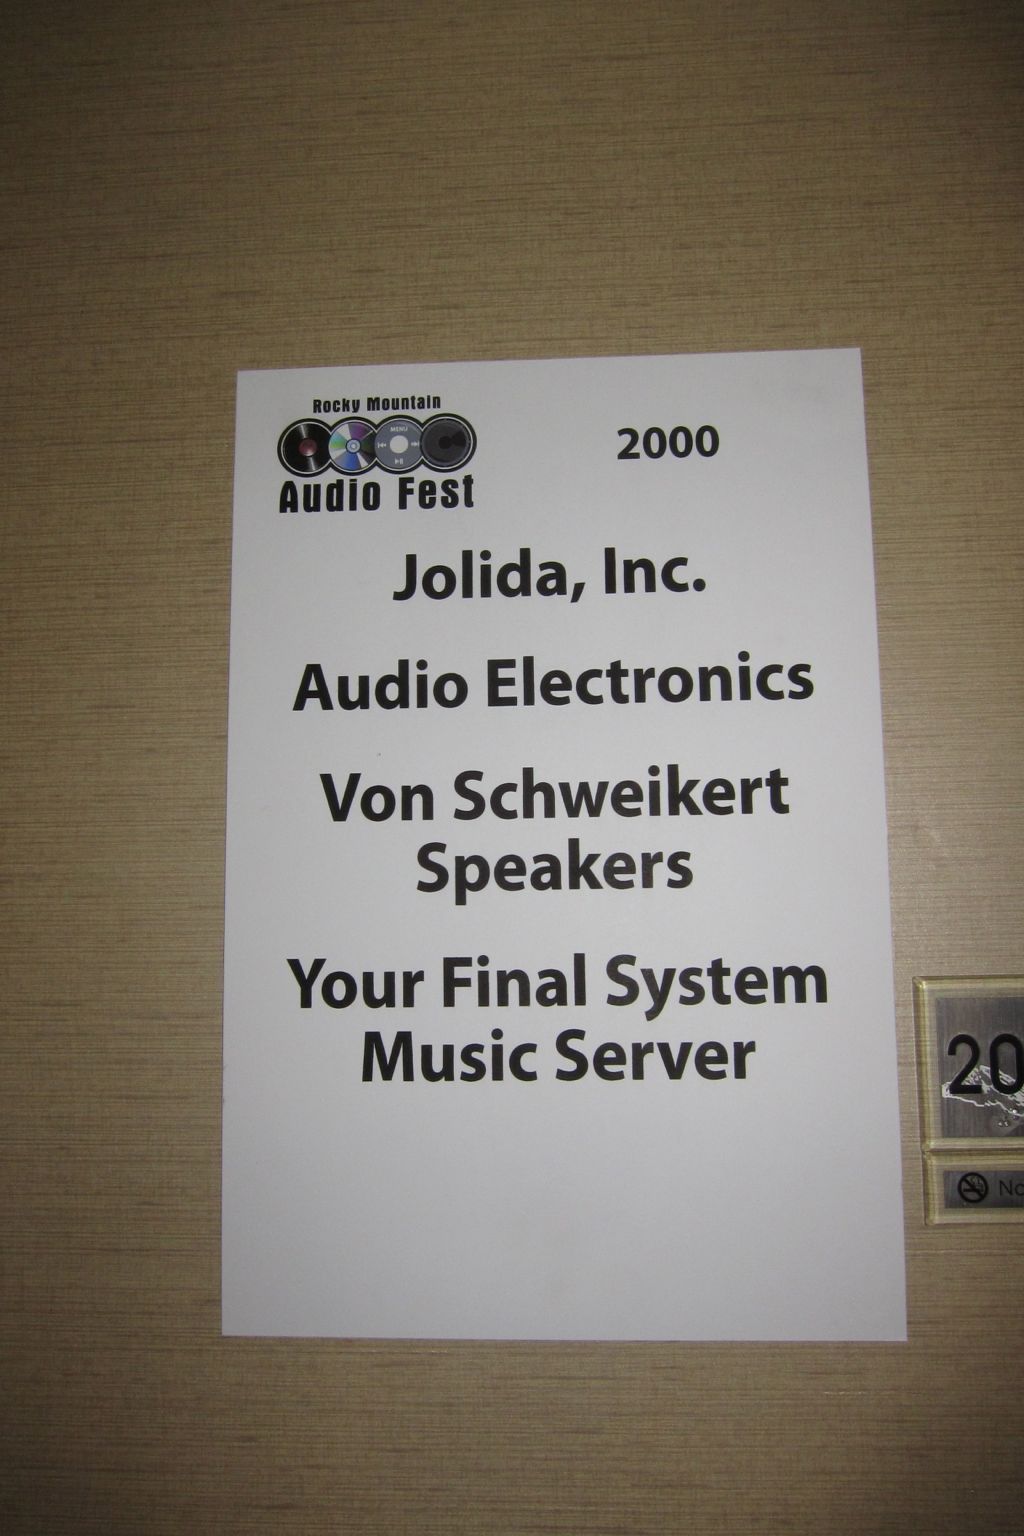 Rocky Mountain
MENU
Audio Fest
2000
Jolida, Inc.
Audio Electronics
Von Schweikert
Speakers
Your Final System
Music Server
20
No